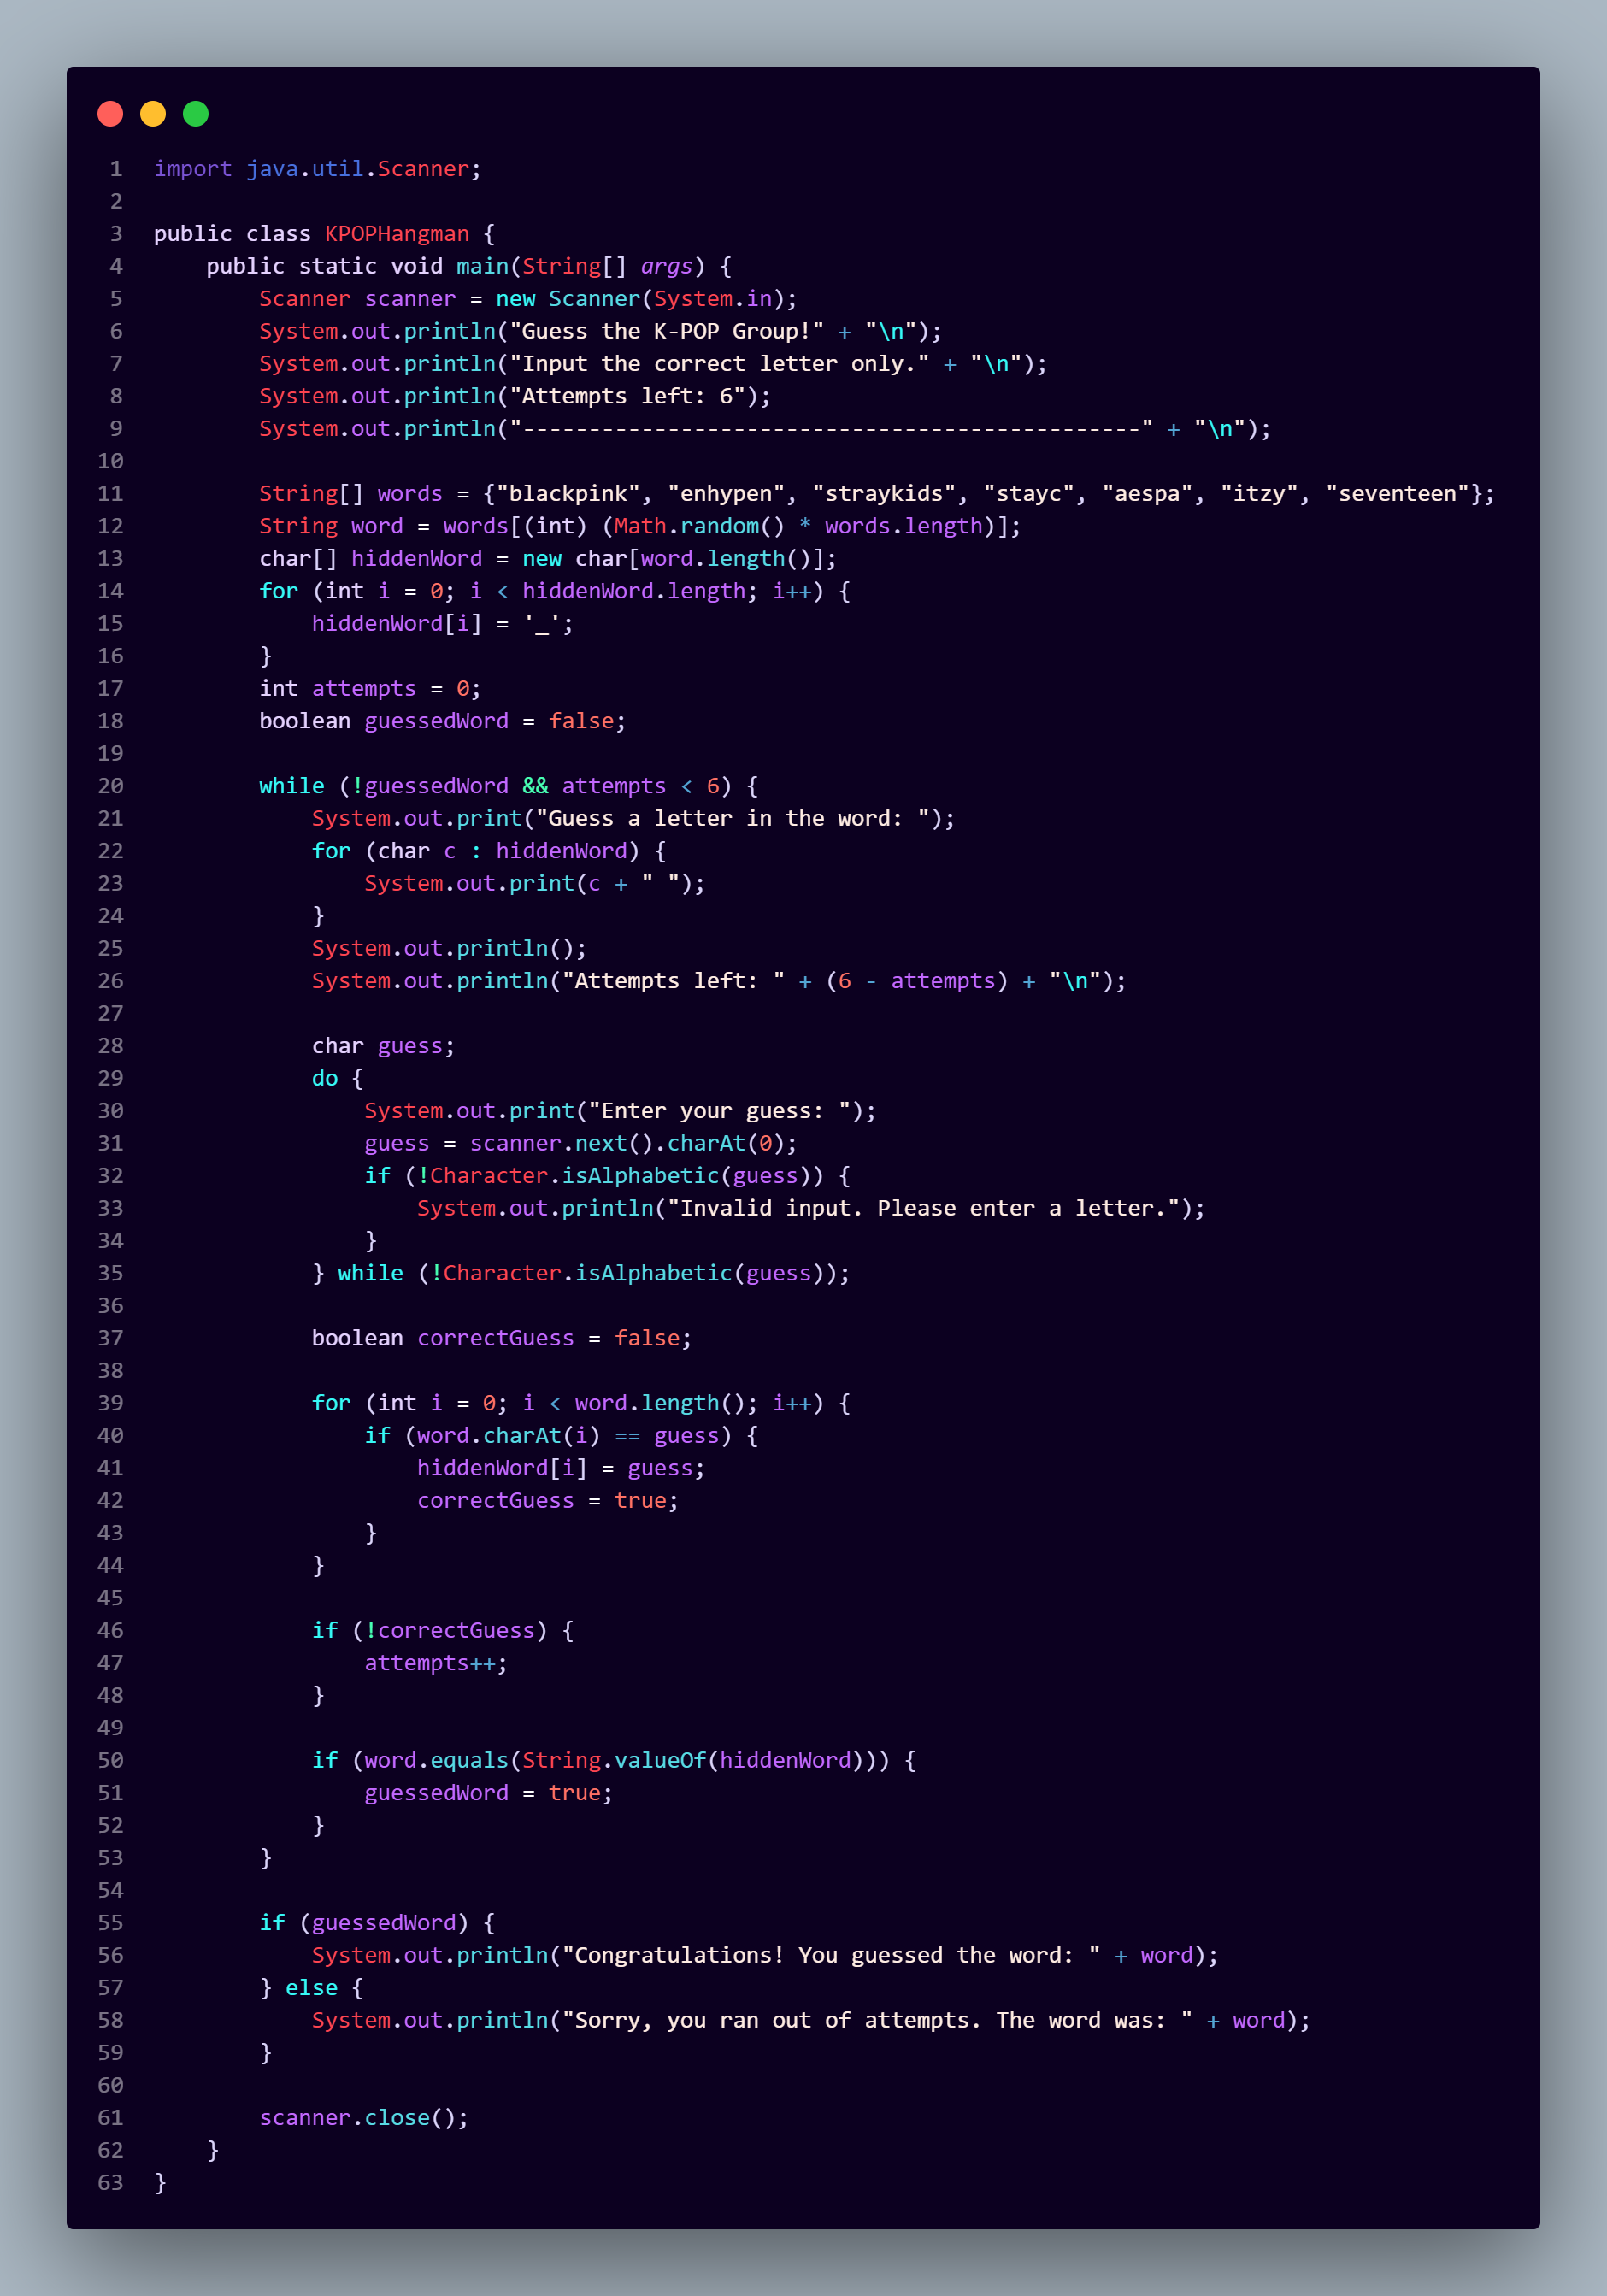 1 import java.util.Scanner;
2
3 public class KPOPHangman {
4     public static void main(String[] args) {
5         Scanner scanner = new Scanner(System.in);
6         System.out.println("Guess the K-POP Group!" + "\n");
7         System.out.println("Input the correct letter only." + "\n");
8         System.out.println("Attempts left: 6");
9         System.out.println("-----------------------------------------------" + "\n");
10
11         String[] words = {"blackpink", "enhypen", "straykids", "stayc", "aespa", "itzy", "seventeen"};
12         String word = words[(int) (Math.random() * words.length)];
13         char[] hiddenWord = new char[word.length()];
14         for (int i = 0; i < hiddenWord.length; i++) {
15             hiddenWord[i] = '_';
16         }
17         int attempts = 0;
18         boolean guessedWord = false;
19
20         while (!guessedWord && attempts < 6) {
21             System.out.print("Guess a letter in the word: ");
22             for (char c : hiddenWord) {
23                 System.out.print(c + " ");
24             }
25             System.out.println();
26             System.out.println("Attempts left: " + (6 - attempts) + "\n");
27
28             char guess;
29             do {
30                 System.out.print("Enter your guess: ");
31                 guess = scanner.next().charAt(0);
32                 if (!Character.isAlphabetic(guess)) {
33                     System.out.println("Invalid input. Please enter a letter.");
34                 }
35             } while (!Character.isAlphabetic(guess));
36
37             boolean correctGuess = false;
38
39             for (int i = 0; i < word.length(); i++) {
40                 if (word.charAt(i) == guess) {
41                     hiddenWord[i] = guess;
42                     correctGuess = true;
43                 }
44             }
45
46             if (!correctGuess) {
47                 attempts++;
48             }
49
50             if (word.equals(String.valueOf(hiddenWord))) {
51                 guessedWord = true;
52             }
53         }
54
55         if (guessedWord) {
56             System.out.println("Congratulations! You guessed the word: " + word);
57         } else {
58             System.out.println("Sorry, you ran out of attempts. The word was: " + word);
59         }
60
61         scanner.close();
62     }
63 }